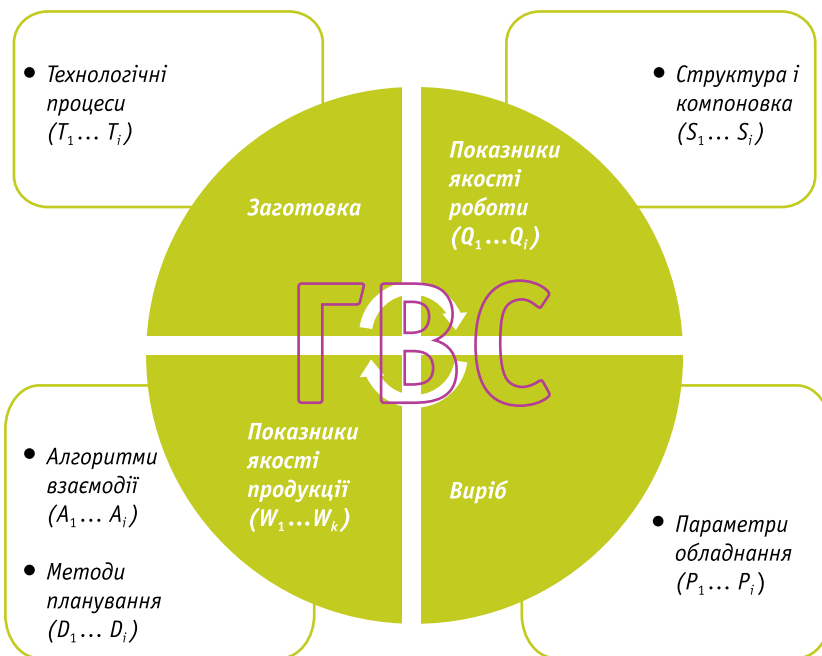 • Технологічні
процеси
(T₁... Tᵢ)
• Структура і
компоновка
(S₁... Sᵢ)
Заготовка
Показники
якості
роботи
(Q₁...Qᵢ)
ГВС
Показники
якості
продукції
(W₁...Wₖ)
Виріб
• Алгоритми
взаємодії
(A₁... Aᵢ)
• Методи
планування
(D₁... Dᵢ)
• Параметри
обладнання
(P₁... Pᵢ)